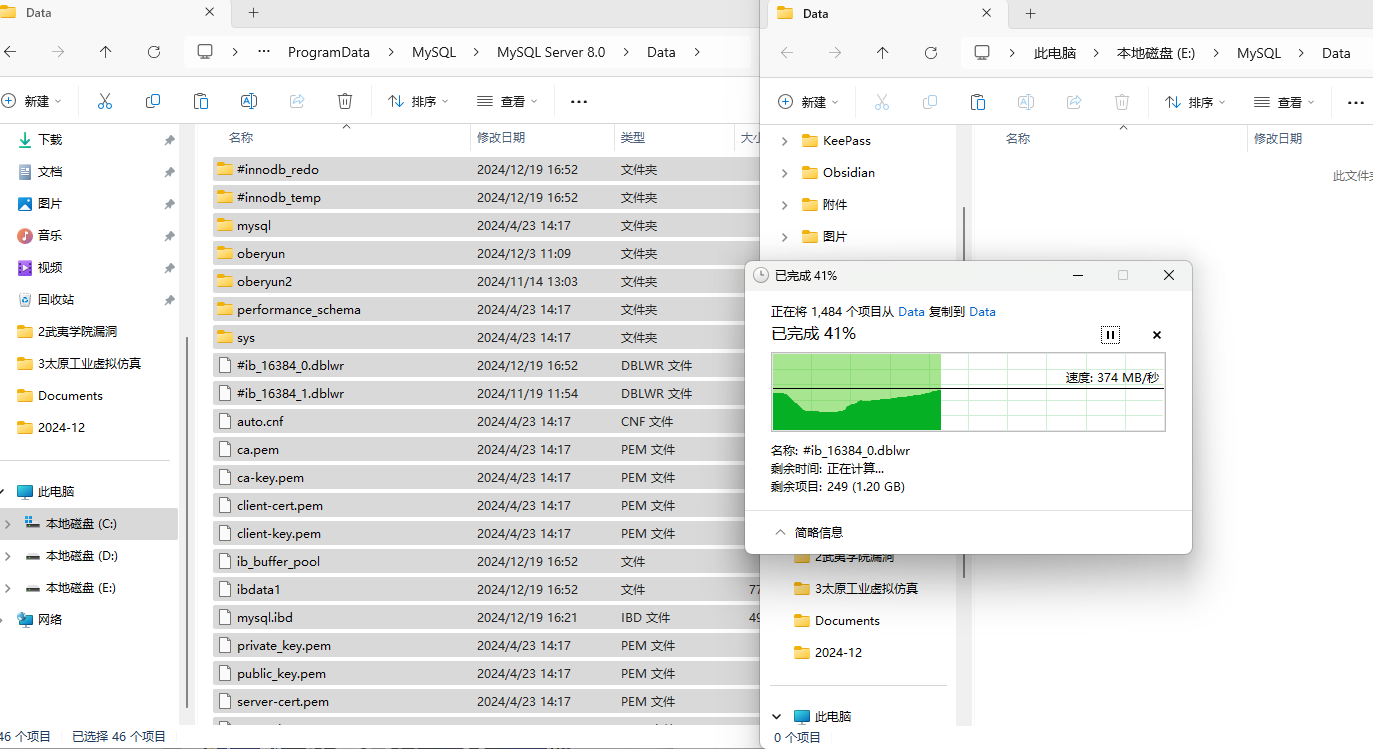 Data
ProgramData
MySQL
MySQL Server 8.0
Data
新建
排序
查看
名称
修改日期
类型
下载
文档
图片
音乐
视频
回收站
2武夷学院漏洞
3太原工业虚拟仿真
Documents
2024-12
此电脑
本地磁盘 (C:)
本地磁盘 (D:)
本地磁盘 (E:)
网络
#innodb_redo 2024/12/19 16:52 文件夹
#innodb_temp 2024/12/19 16:52 文件夹
mysql 2024/4/23 14:17 文件夹
oberyun 2024/12/3 11:09 文件夹
oberyun2 2024/11/14 13:03 文件夹
performance_schema 2024/4/23 14:17 文件夹
sys 2024/4/23 14:17 文件夹
#ib_16384_0.dblwr 2024/12/19 16:52 DBLWR 文件
#ib_16384_1.dblwr 2024/11/19 11:54 DBLWR 文件
auto.cnf 2024/4/23 14:17 CNF 文件
ca.pem 2024/4/23 14:17 PEM 文件
ca-key.pem 2024/4/23 14:17 PEM 文件
client-cert.pem 2024/4/23 14:17 PEM 文件
client-key.pem 2024/4/23 14:17 PEM 文件
ib_buffer_pool 2024/12/19 16:52 文件
ibdata1 2024/12/19 16:52 文件 77
mysql.ibd 2024/12/19 16:21 IBD 文件 49
private_key.pem 2024/4/23 14:17 PEM 文件
public_key.pem 2024/4/23 14:17 PEM 文件
server-cert.pem 2024/4/23 14:17 PEM 文件
46 个项目 已选择 46 个项目
Data
此电脑
本地磁盘 (E:)
MySQL
Data
新建
排序
查看
名称
修改日期
KeePass
Obsidian
附件
图片
此文件
已完成 41%
正在将 1,484 个项目从 Data 复制到 Data
已完成 41%
速度: 374 MB/秒
名称: #ib_16384_0.dblwr
剩余时间: 正在计算...
剩余项目: 249 (1.20 GB)
简略信息
2武夷学院漏洞
3太原工业虚拟仿真
Documents
2024-12
此电脑
0 个项目